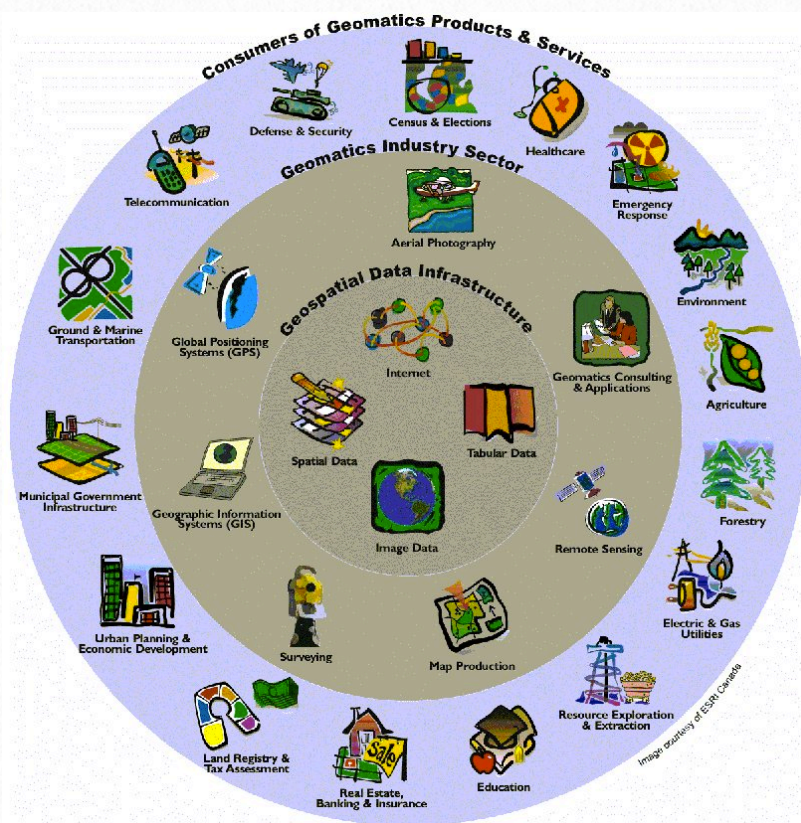 Consumers of Geomatics Products & Services
Defense & Security
Census & Elections
Healthcare
Telecommunication
Emergency
Response
Ground & Marine
Transportation
Environment
Agriculture
Municipal Government
Infrastructure
Forestry
Urban Planning &
Economic Development
Electric & Gas
Utilities
Land Registry &
Tax Assessment
Sale
Real Estate,
Banking & Insurance
Education
Resource Exploration
& Extraction
Geomatics Industry Sector
Aerial Photography
Global Positioning
Systems (GPS)
Geomatics Consulting
& Applications
Geographic Information
Systems (GIS)
Remote Sensing
Surveying
Map Production
Geospatial Data Infrastructure
Internet
Spatial Data
Tabular Data
Image Data
Image courtesy of ESRI Canada